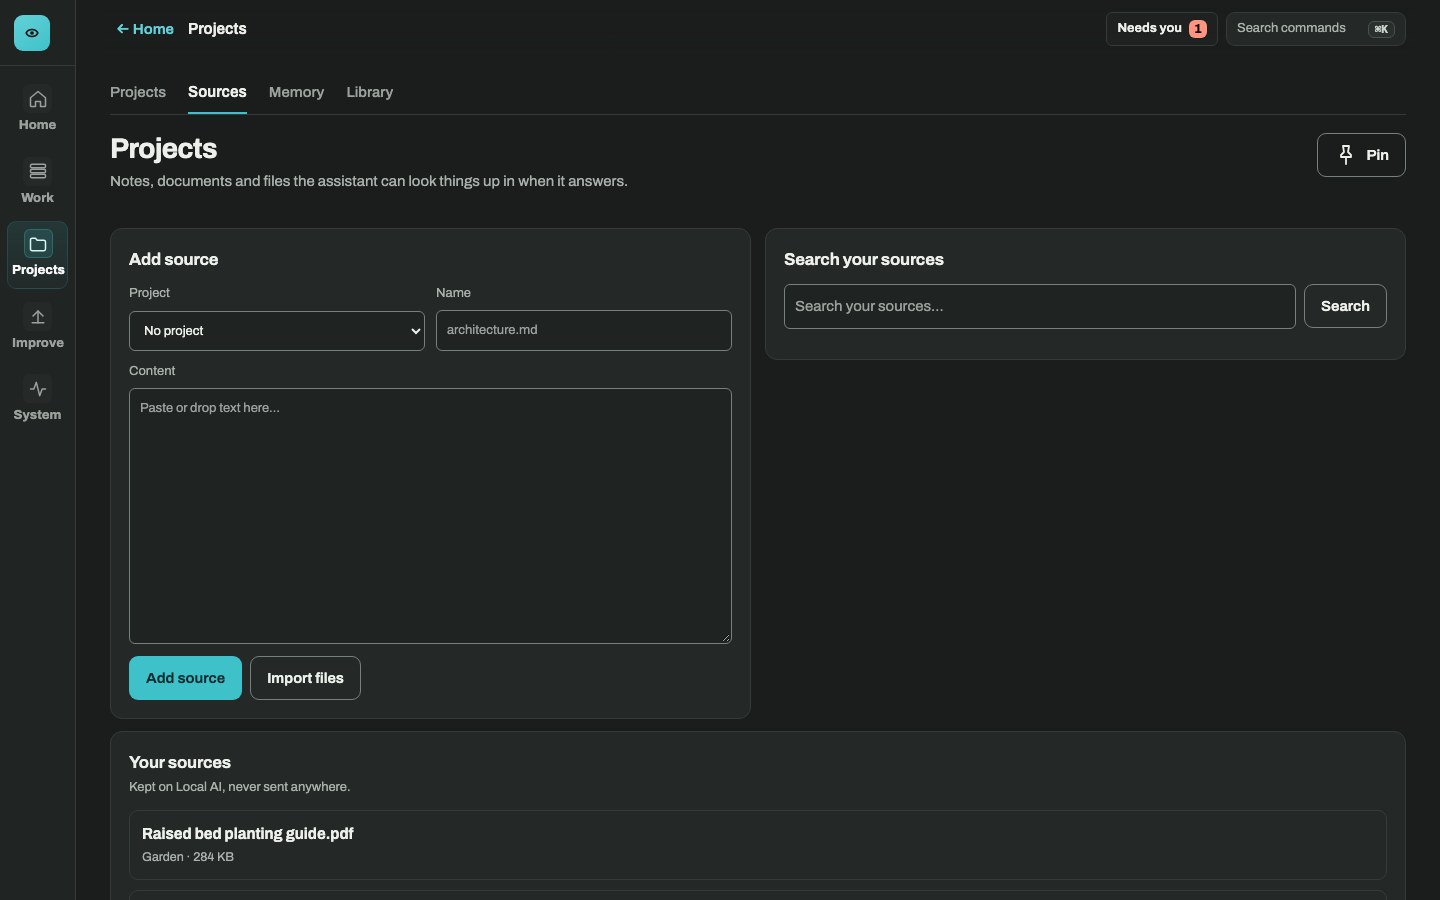 ← Home Projects
Needs you 1
Search commands ⌘K
Home
Work
Projects
Improve
System
Projects Sources Memory Library
Projects
Notes, documents and files the assistant can look things up in when it answers.
Pin
Add source
Project
Name
No project
architecture.md
Content
Paste or drop text here...
Add source
Import files
Search your sources
Search your sources...
Search
Your sources
Kept on Local AI, never sent anywhere.
Raised bed planting guide.pdf
Garden · 284 KB